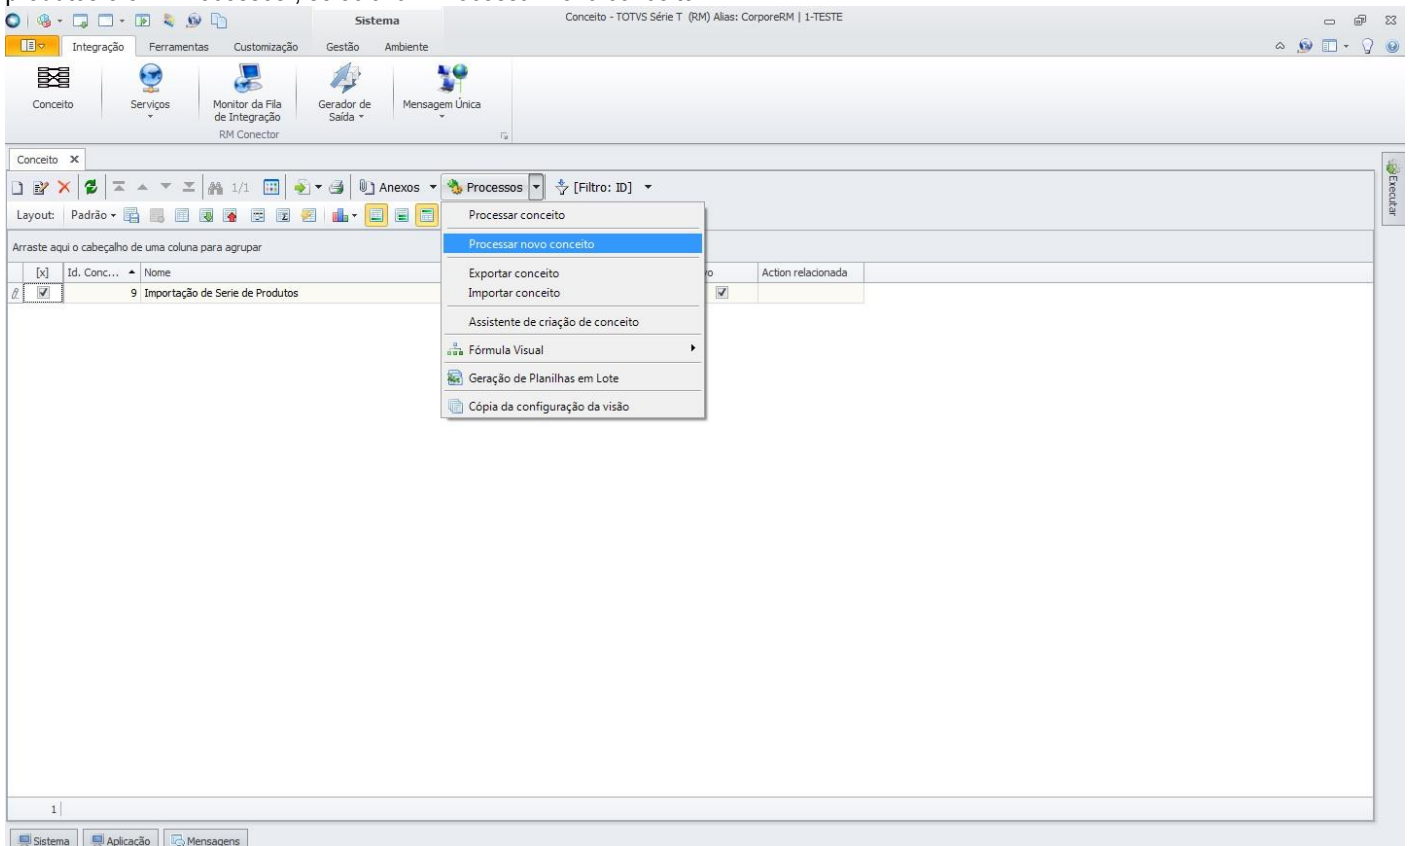 Sistema
Conceito - TOTVS Série T (RM) Alias: CorporeRM | 1-TESTE
Integração Ferramentas Customização Gestão Ambiente
Conceito Serviços Monitor da Fila de Integração Gerador de Saída Mensagem Única
RM Conector
Conceito X
1/1 Anexos Processos [Filtro: ID]
Executar
Layout: Padrão
Processar conceito
Arraste aqui o cabeçalho de uma coluna para agrupar
Processar novo conceito
[x] Id. Conc... Nome
Exportar conceito
Action relacionada
9 Importação de Serie de Produtos
Importar conceito
Assistente de criação de conceito
Fórmula Visual
Geração de Planilhas em Lote
Cópia da configuração da visão
1
Sistema Aplicação Mensagens